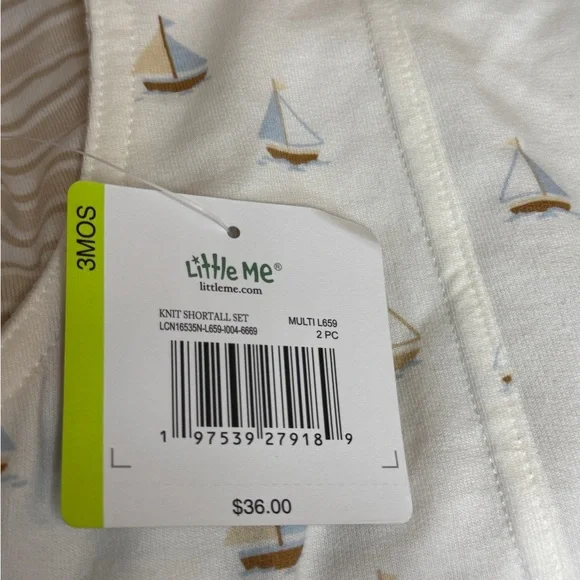 3MOS
Little Me®
littleme.com
KNIT SHORTALL SET MULTI L659
LCN16535N-L659-I004-6669 2 PC
1 97539 27918 9
$36.00